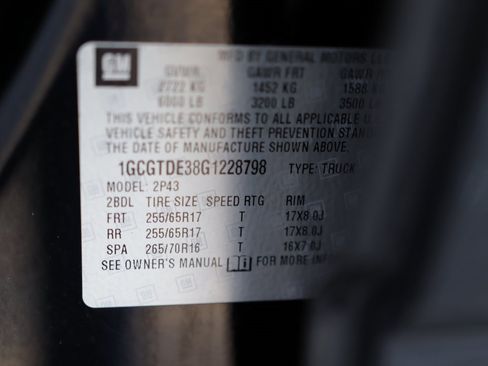 GM
MFD BY GENERAL MOTORS
GVWR GAWR FRT GAWR
2722 KG 1452 KG 1588 KG
6000 LB 3200 LB 3500
THIS VEHICLE CONFORMS TO ALL APPLICABLE U
VEHICLE SAFETY AND THEFT PREVENTION STAND
THE DATE OF MANUFACTURE SHOWN ABOVE.
1GCGTDE38G1228798 TYPE: TRUCK
MODEL: 2P43
2BDL TIRE SIZE SPEED RTG RIM
FRT 255/65R17 T 17X8.0J
RR 255/65R17 T 17X8.0J
SPA 265/70R16 T 16X7.0J
SEE OWNER'S MANUAL FOR MORE IN